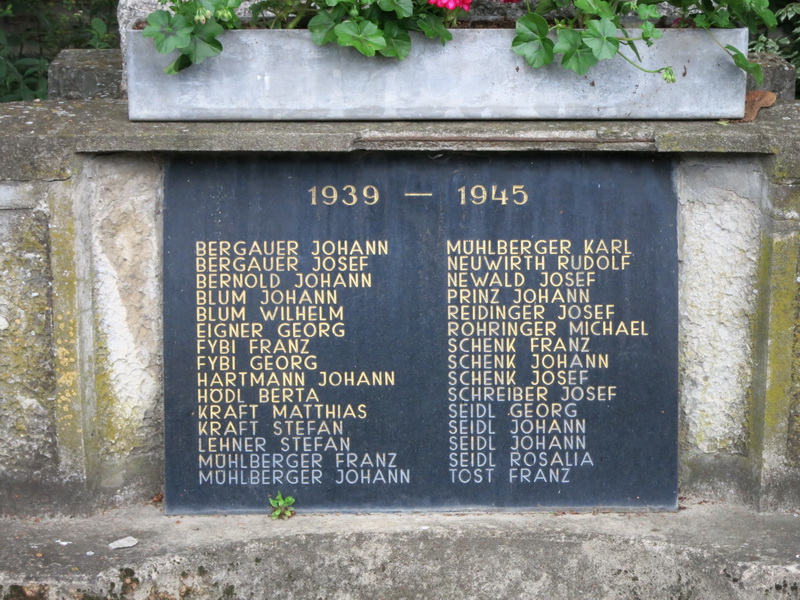 1939 — 1945
BERGAUER JOHANN
BERGAUER JOSEF
BERNOLD JOHANN
BLUM JOHANN
BLUM WILHELM
EIGNER GEORG
FYBI FRANZ
FYBI GEORG
HARTMANN JOHANN
HÖDL BERTA
KRAFT MATTHIAS
KRAFT STEFAN
LEHNER STEFAN
MÜHLBERGER FRANZ
MÜHLBERGER JOHANN
MÜHLBERGER KARL
NEUWIRTH RUDOLF
NEWALD JOSEF
PRINZ JOHANN
REIDINGER JOSEF
ROHRINGER MICHAEL
SCHENK FRANZ
SCHENK JOHANN
SCHENK JOSEF
SCHREIBER JOSEF
SEIDL GEORG
SEIDL JOHANN
SEIDL JOHANN
SEIDL ROSALIA
TOST FRANZ